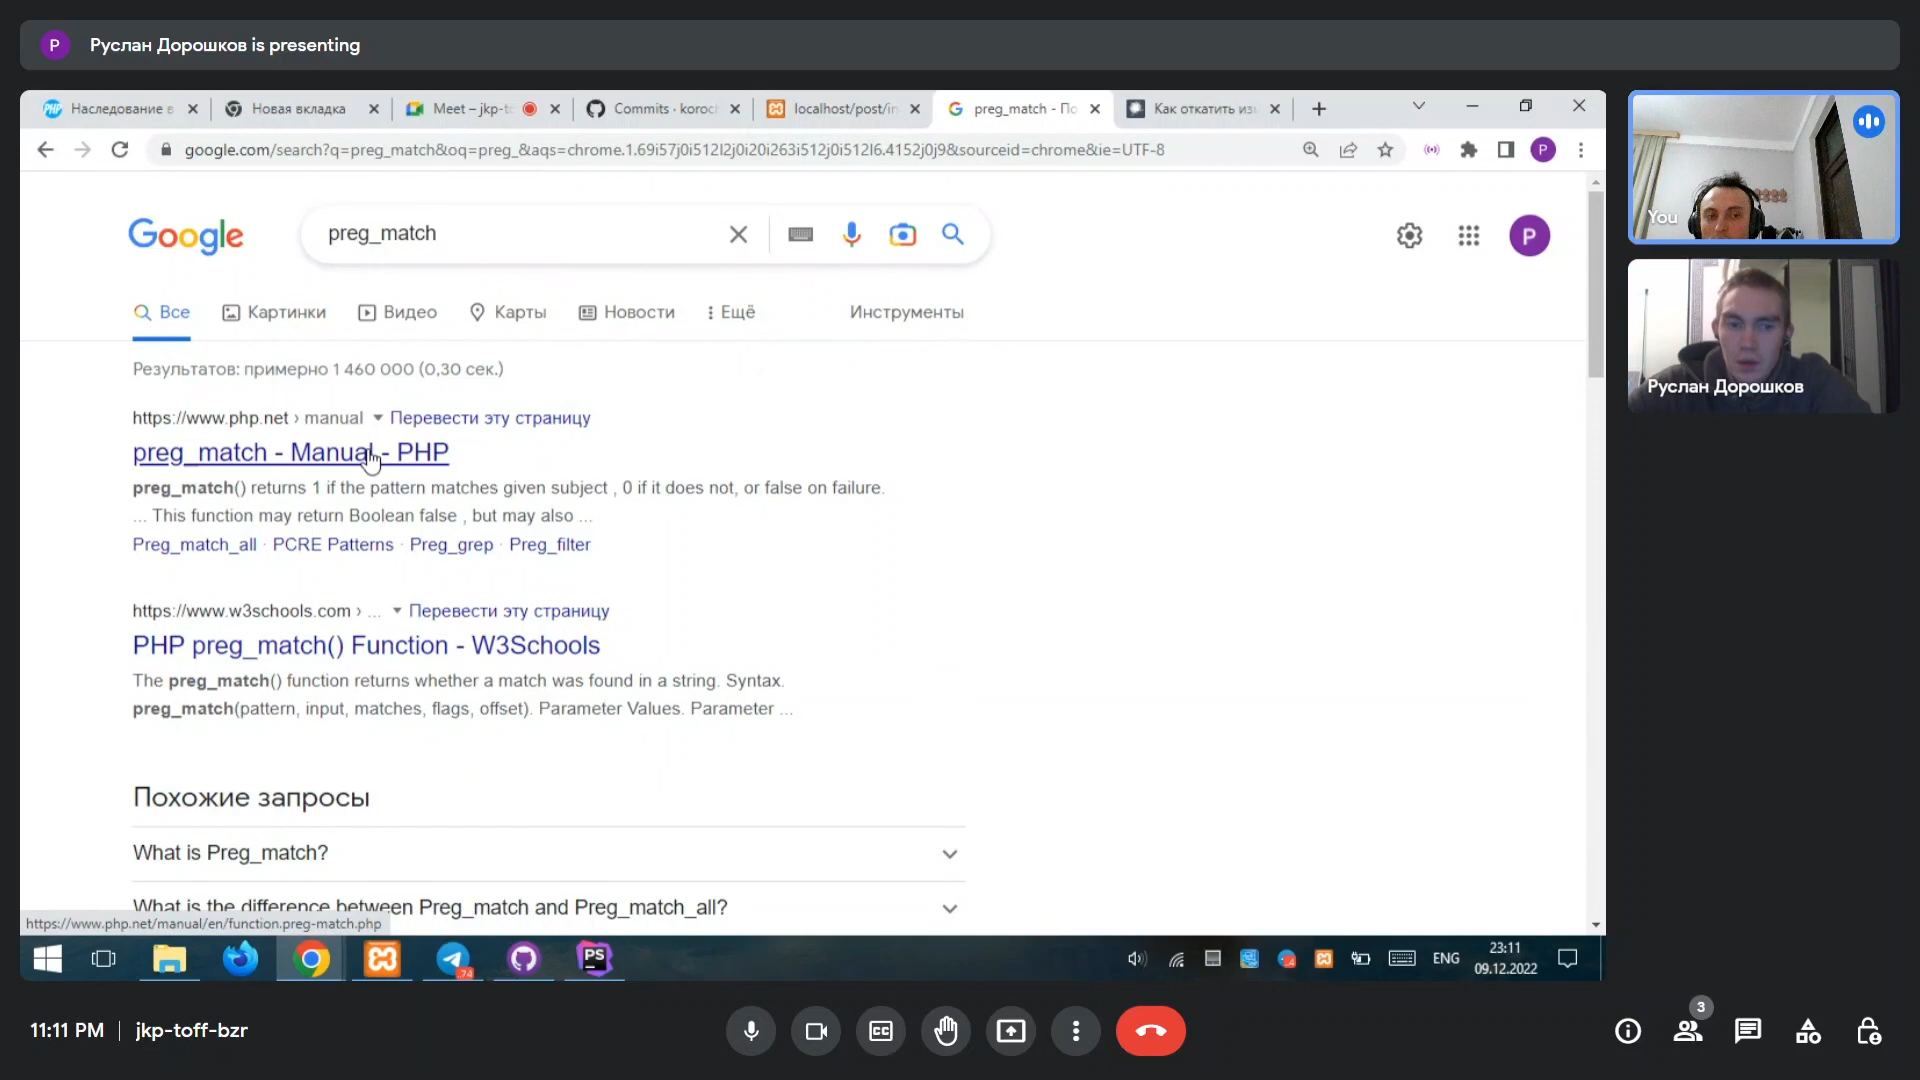 P Руслан Дорошков is presenting
Наследование в
Новая вкладка
Meet – jkp-to
Commits · koroch
localhost/post/in
preg_match - По
Как откатить из
google.com/search?q=preg_match&oq=preg_&aqs=chrome.1.69i57j0i512l2j0i20i263i512j0i512l6.4152j0j9&sourceid=chrome&ie=UTF-8
P
Google
preg_match
P
Все
Картинки
Видео
Карты
Новости
Ещё
Инструменты
Результатов: примерно 1 460 000 (0,30 сек.)
https://www.php.net › manual Перевести эту страницу
preg_match - Manual - PHP
preg_match() returns 1 if the pattern matches given subject , 0 if it does not, or false on failure.
... This function may return Boolean false , but may also ...
Preg_match_all · PCRE Patterns · Preg_grep · Preg_filter
https://www.w3schools.com › ... Перевести эту страницу
PHP preg_match() Function - W3Schools
The preg_match() function returns whether a match was found in a string. Syntax.
preg_match(pattern, input, matches, flags, offset). Parameter Values. Parameter ...
Похожие запросы
What is Preg_match?
What is the difference between Preg_match and Preg_match_all?
https://www.php.net/manual/en/function.preg-match.php
PS
ENG
23:11
09.12.2022
You
Руслан Дорошков
11:11 PM | jkp-toff-bzr
3